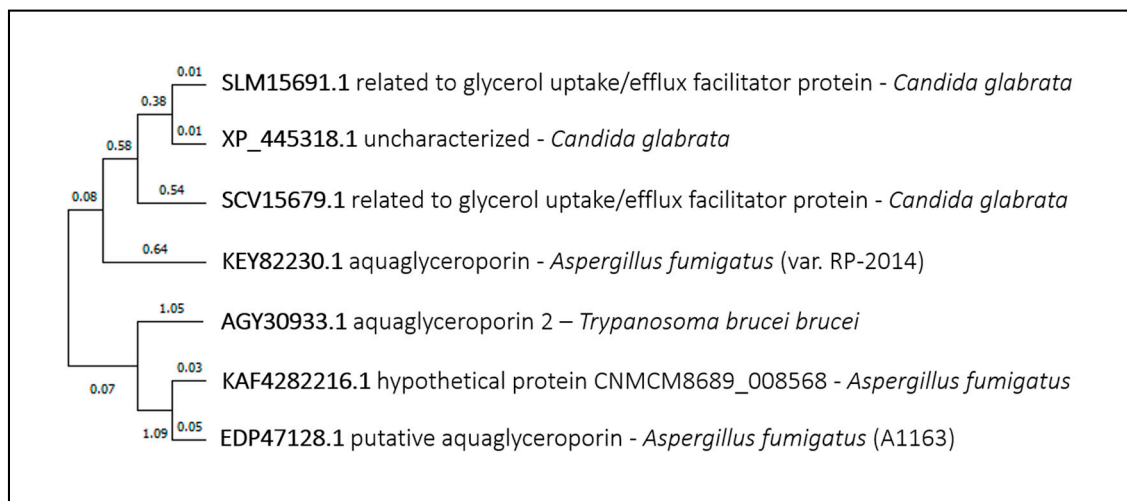 0.01
SLM15691.1 related to glycerol uptake/efflux facilitator protein - Candida glabrata
0.38
0.01
XP_445318.1 uncharacterized - Candida glabrata
0.58
0.54
SCV15679.1 related to glycerol uptake/efflux facilitator protein - Candida glabrata
0.08
0.64
KEY82230.1 aquaglyceroporin - Aspergillus fumigatus (var. RP-2014)
1.05
AGY30933.1 aquaglyceroporin 2 – Trypanosoma brucei brucei
0.07
0.03
KAF4282216.1 hypothetical protein CNMCM8689_008568 - Aspergillus fumigatus
1.09
0.05
EDP47128.1 putative aquaglyceroporin - Aspergillus fumigatus (A1163)